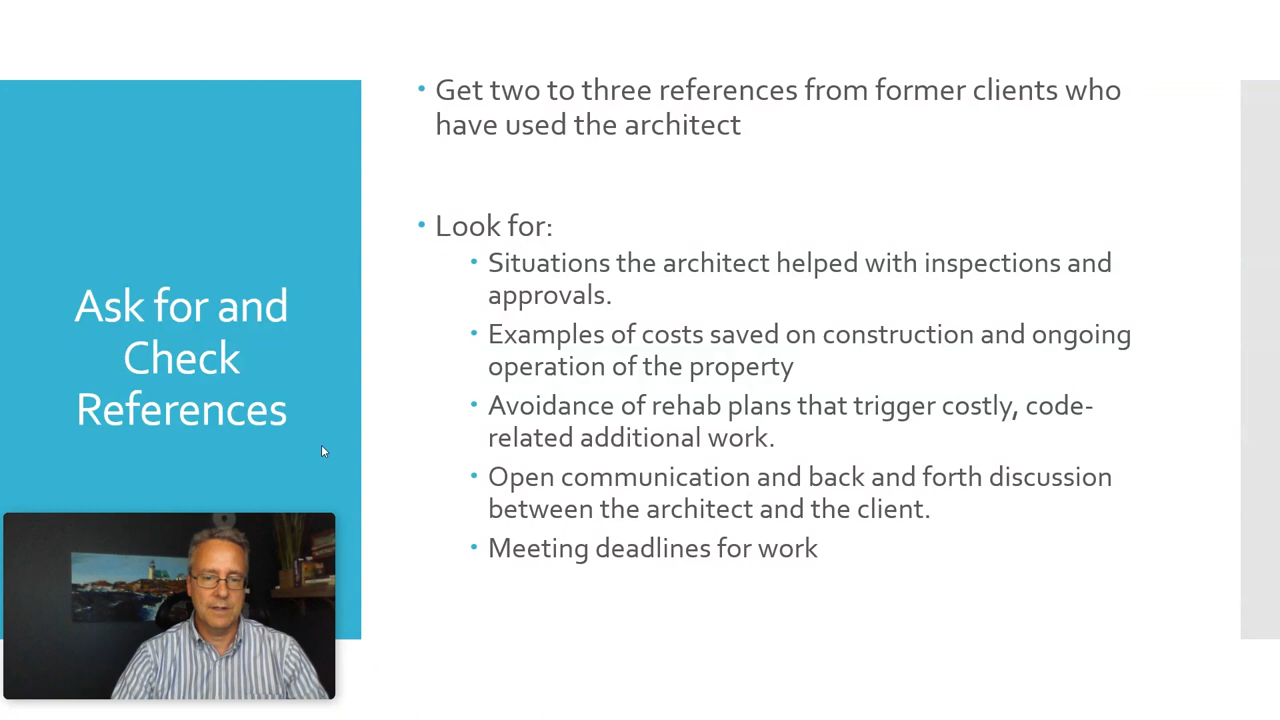 Ask for and
Check
References
• Get two to three references from former clients who
have used the architect
• Look for:
• Situations the architect helped with inspections and
approvals.
• Examples of costs saved on construction and ongoing
operation of the property
• Avoidance of rehab plans that trigger costly, code-
related additional work.
• Open communication and back and forth discussion
between the architect and the client.
• Meeting deadlines for work